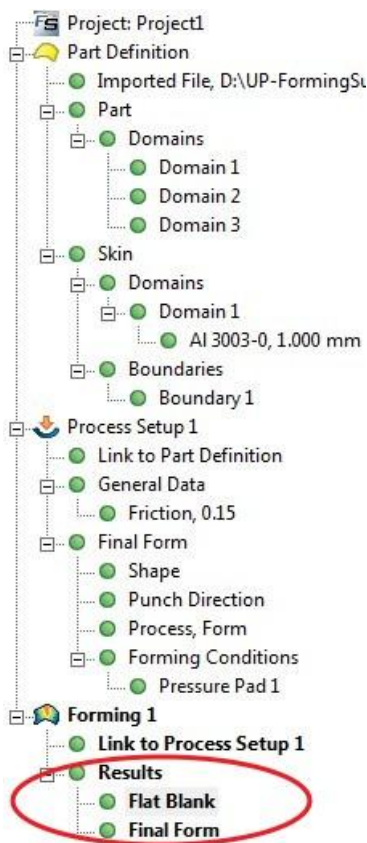 FS Project: Project1
Part Definition
Imported File, D:\UP-FormingSu
Part
Domains
Domain 1
Domain 2
Domain 3
Skin
Domains
Domain 1
Al 3003-0, 1.000 mm
Boundaries
Boundary 1
Process Setup 1
Link to Part Definition
General Data
Friction, 0.15
Final Form
Shape
Punch Direction
Process, Form
Forming Conditions
Pressure Pad 1
Forming 1
Link to Process Setup 1
Results
Flat Blank
Final Form